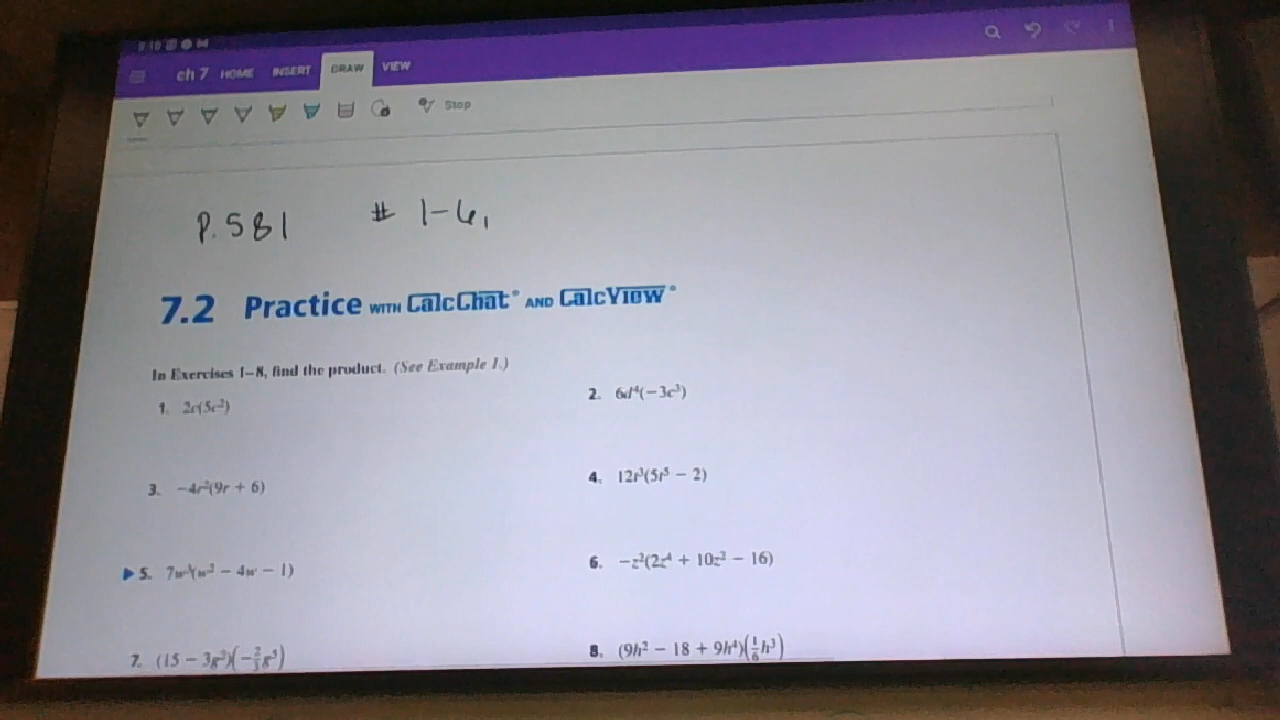 ch 7 HOME INSERT DRAW VIEW
Stop
P. 581 # 1-6,
7.2 Practice WITH CalcChat® AND CalcView®
In Exercises 1–8, find the product. (See Example 1.)
1. 2c(5c²)
2. 6d⁴(−3c³)
3. −4r²(9r + 6)
4. 12t³(5t⁵ − 2)
5. − 4w − 1)
6. −z²(2z⁴ + 10z² − 16)
7. (15 − 3g²)(−⅔g³)
8. (9h² − 18 + 9h⁴)(⅙h³)